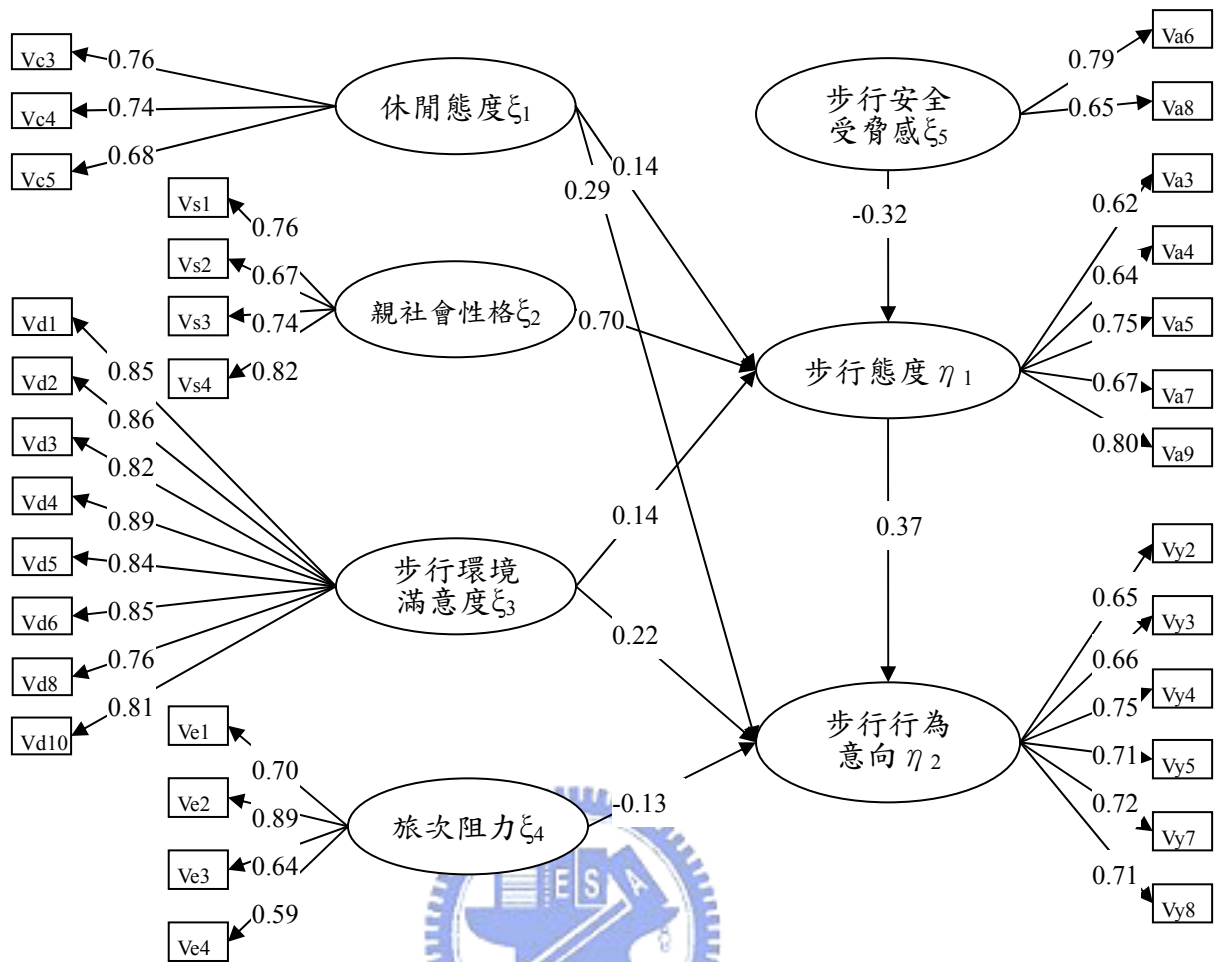 Vc3
0.76
Vc4
0.74
Vc5
0.68
休閒態度ξ1
Vs1
0.76
Vs2
0.67
Vs3
0.74
Vs4
0.82
親社會性格ξ2
Vd1
0.85
Vd2
0.86
Vd3
0.82
Vd4
0.89
Vd5
0.84
Vd6
0.85
Vd8
0.76
Vd10
0.81
步行環境
滿意度ξ3
Ve1
0.70
Ve2
0.89
Ve3
0.64
Ve4
0.59
旅次阻力ξ4
0.14
0.29
0.70
0.14
0.22
-0.13
步行安全
受脅感ξ5
-0.32
步行態度η1
0.37
步行行為
意向η2
Va6
0.79
Va8
0.65
Va3
0.62
Va4
0.64
Va5
0.75
Va7
0.67
Va9
0.80
Vy2
0.65
Vy3
0.66
Vy4
0.75
Vy5
0.71
Vy7
0.72
Vy8
0.71
E S A